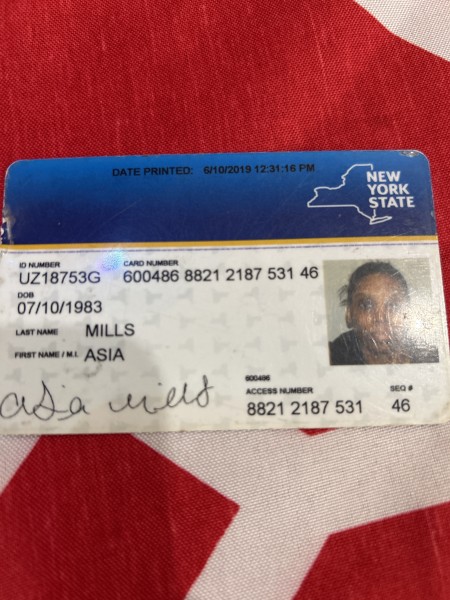 DATE PRINTED: 6/10/2019 12:31:16 PM
NEW
YORK
STATE
ID NUMBER
UZ18753G
CARD NUMBER
600486 8821 2187 531 46
DOB
07/10/1983
LAST NAME MILLS
FIRST NAME / M.I. ASIA
asia mills
600486
ACCESS NUMBER
8821 2187 531
SEQ #
46